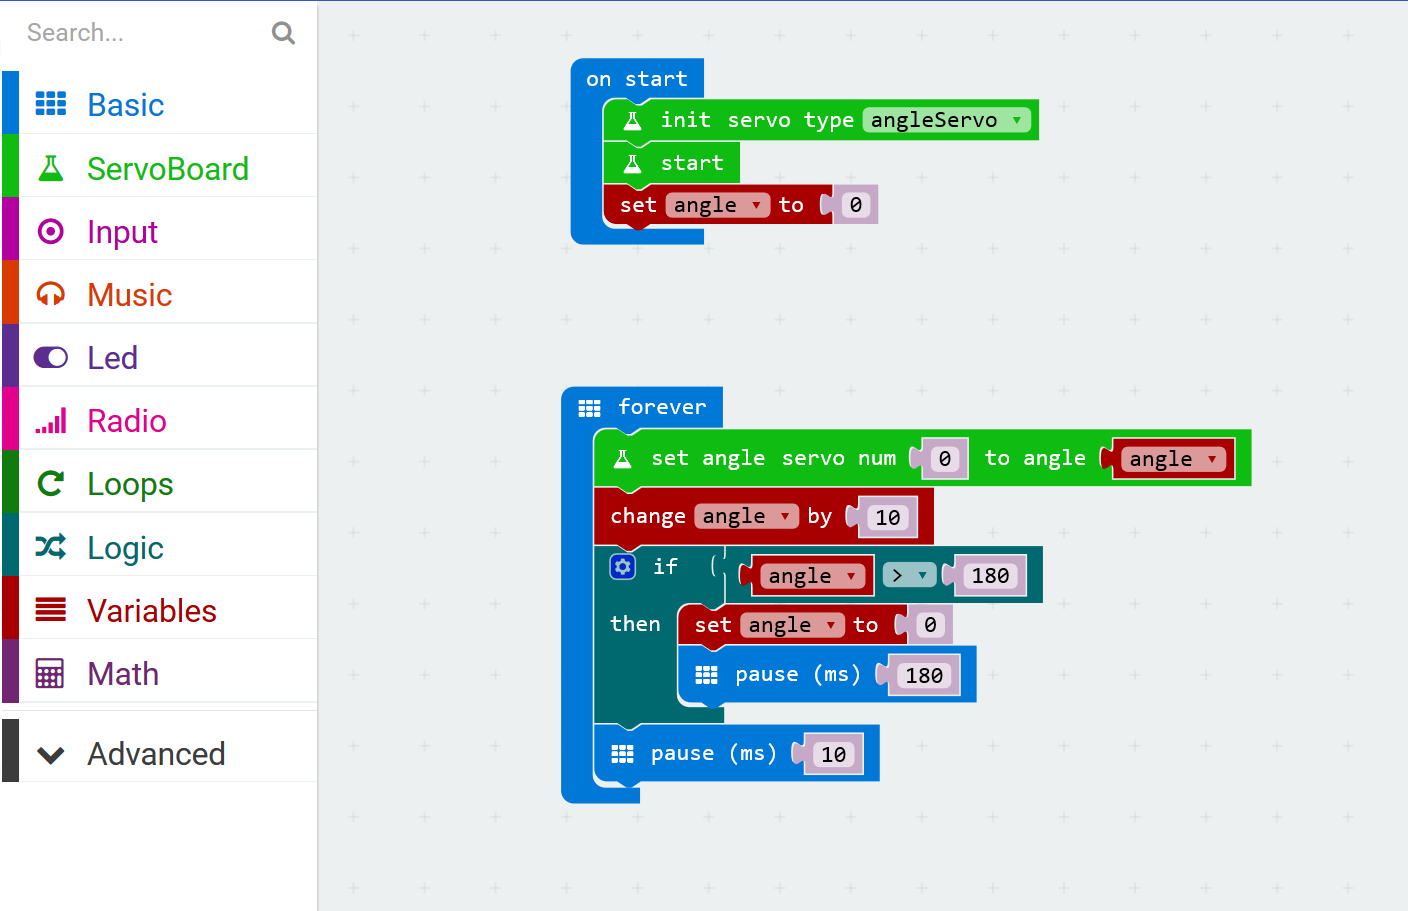 Search...
Basic
ServoBoard
Input
Music
Led
Radio
Loops
Logic
Variables
Math
Advanced
on start
init servo type angleServo
start
set angle to 0
forever
set angle servo num 0 to angle angle
change angle by 10
if angle > 180
then set angle to 0
pause (ms) 180
pause (ms) 10